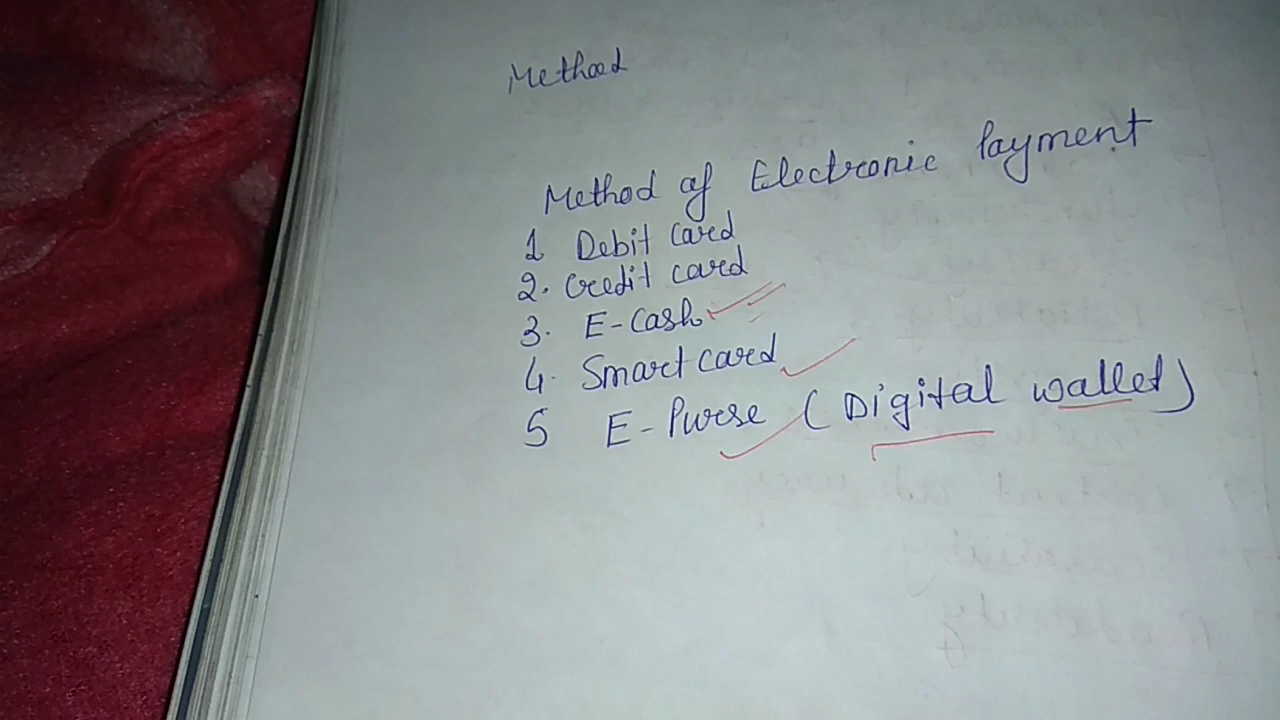 Method
Method of Electronic Payment
1 Debit Card
2. Credit card
3. E-Cash
4. Smart card
5 E-Purse (Digital wallet)